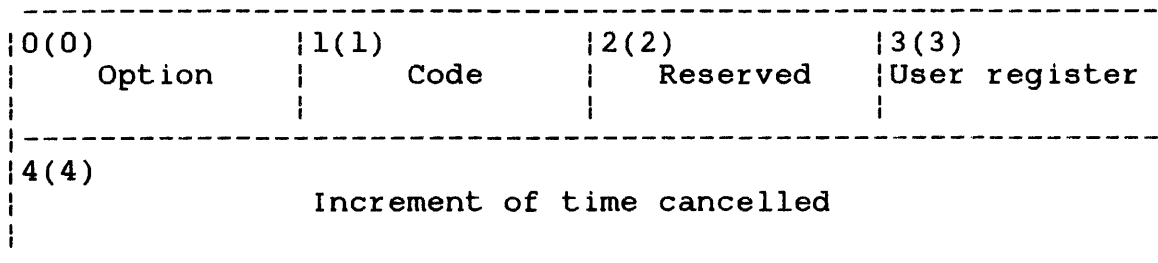 0(0) 1(1) 2(2) 3(3)
Option Code Reserved User register
4(4)
Increment of time cancelled